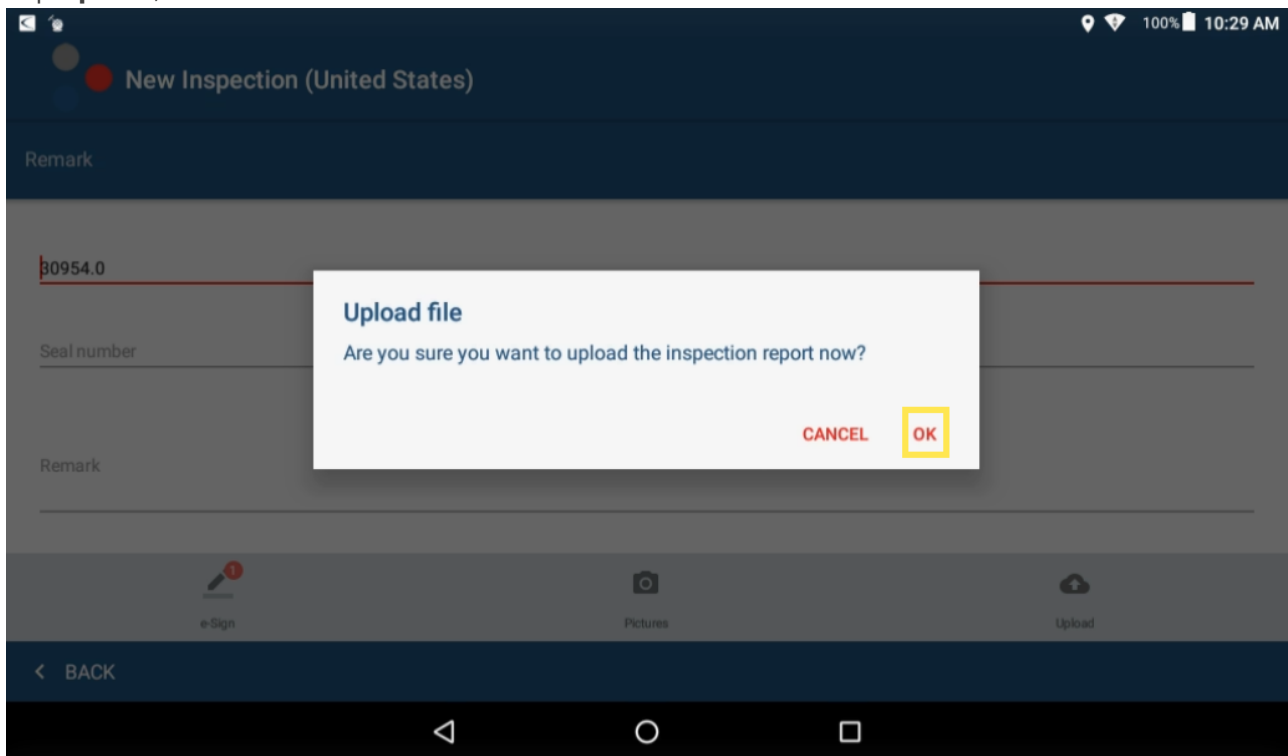 100% 10:29 AM
New Inspection (United States)
Remark
30954.0
Upload file
Seal number
Are you sure you want to upload the inspection report now?
CANCEL OK
Remark
1
e-Sign Pictures Upload
< BACK